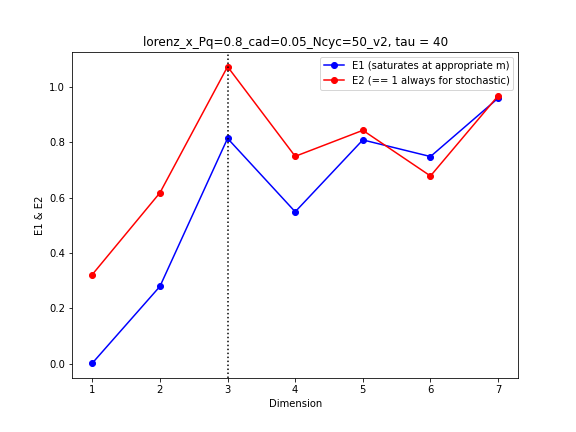 lorenz_x_Pq=0.8_cad=0.05_Ncyc=50_v2, tau = 40
E1 (saturates at appropriate m)
E2 (== 1 always for stochastic)
E1 & E2
1.0
0.8
0.6
0.4
0.2
0.0
1 2 3 4 5 6 7
Dimension